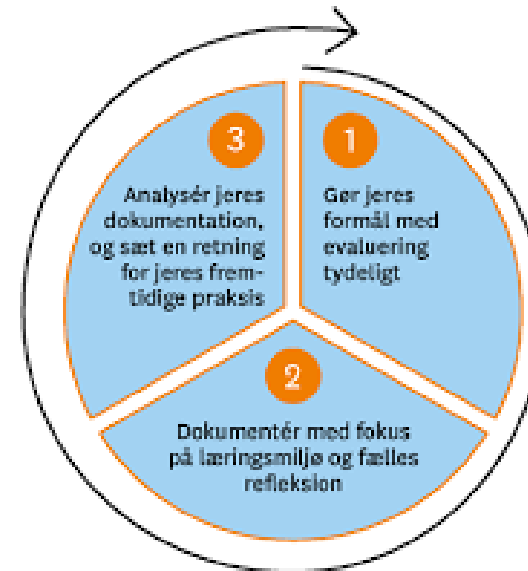 1
Gør jeres
formål med
evaluering
tydeligt
2
Dokumentér med fokus
på læringsmiljø og fælles
refleksion
3
Analysér jeres
dokumentation,
og sæt en retning
for jeres frem-
tidige praksis